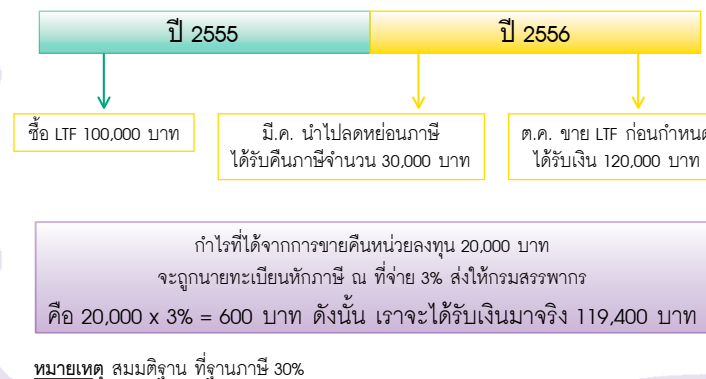 ปี 2555
ปี 2556
ซื้อ LTF 100,000 บาท
มี.ค. นำไปลดหย่อนภาษี
ได้รับคืนภาษีจำนวน 30,000 บาท
ต.ค. ขาย LTF ก่อนกำหนด
ได้รับเงิน 120,000 บาท
กำไรที่ได้จากการขายคืนหน่วยลงทุน 20,000 บาท
จะถูกนายทะเบียนหักภาษี ณ ที่จ่าย 3% ส่งให้กรมสรรพากร
คือ 20,000 x 3% = 600 บาท ดังนั้น เราจะได้รับเงินมาจริง 119,400 บาท
หมายเหตุ สมมติฐาน ที่ฐานภาษี 30%